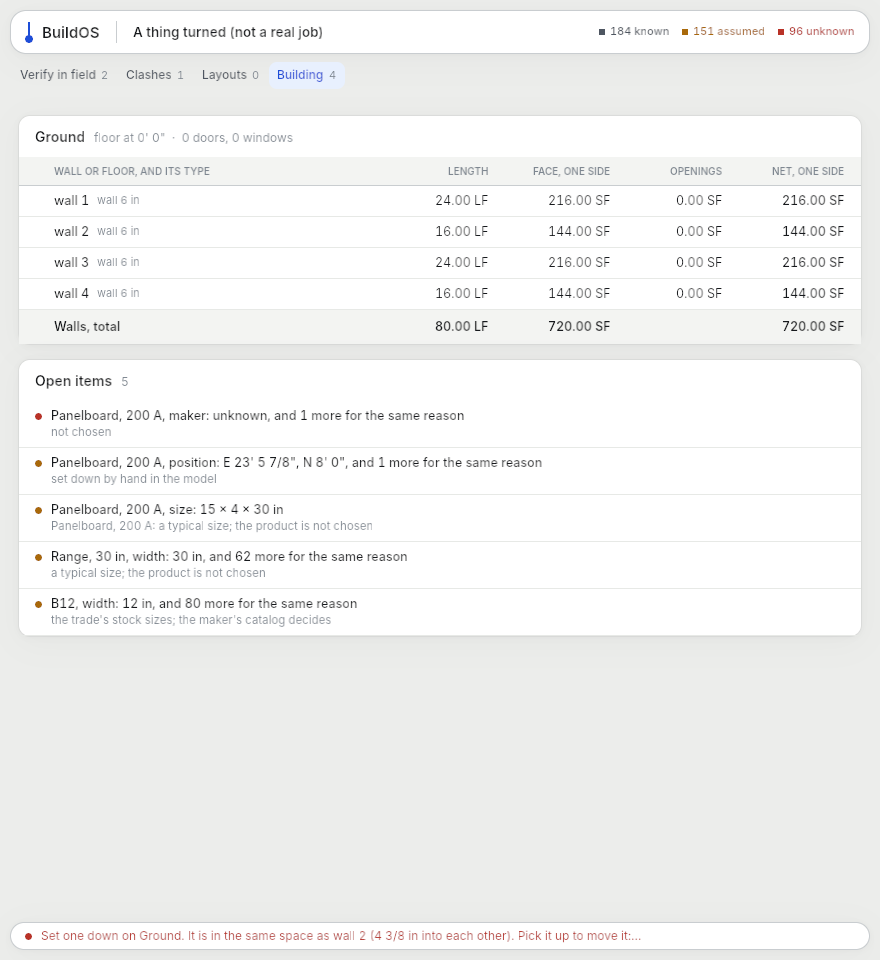 BuildOS A thing turned (not a real job) 184 known 151 assumed 96 unknown
Verify in field 2 Clashes 1 Layouts 0 Building 4
Ground floor at 0' 0" · 0 doors, 0 windows
WALL OR FLOOR, AND ITS TYPE LENGTH FACE, ONE SIDE OPENINGS NET, ONE SIDE
wall 1 wall 6 in 24.00 LF 216.00 SF 0.00 SF 216.00 SF
wall 2 wall 6 in 16.00 LF 144.00 SF 0.00 SF 144.00 SF
wall 3 wall 6 in 24.00 LF 216.00 SF 0.00 SF 216.00 SF
wall 4 wall 6 in 16.00 LF 144.00 SF 0.00 SF 144.00 SF
Walls, total 80.00 LF 720.00 SF 720.00 SF
Open items 5
Panelboard, 200 A, maker: unknown, and 1 more for the same reason
not chosen
Panelboard, 200 A, position: E 23' 5 7/8", N 8' 0", and 1 more for the same reason
set down by hand in the model
Panelboard, 200 A, size: 15 × 4 × 30 in
Panelboard, 200 A: a typical size; the product is not chosen
Range, 30 in, width: 30 in, and 62 more for the same reason
a typical size; the product is not chosen
B12, width: 12 in, and 80 more for the same reason
the trade's stock sizes; the maker's catalog decides
Set one down on Ground. It is in the same space as wall 2 (4 3/8 in into each other). Pick it up to move it:...